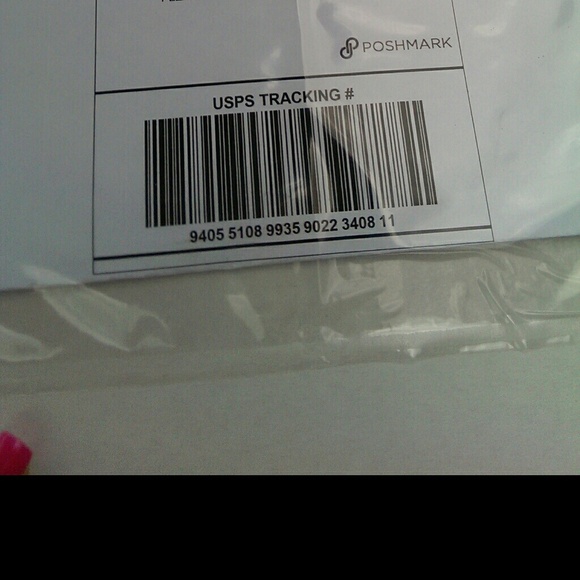 POSHMARK
USPS TRACKING #
9405 5108 9935 9022 3408 11